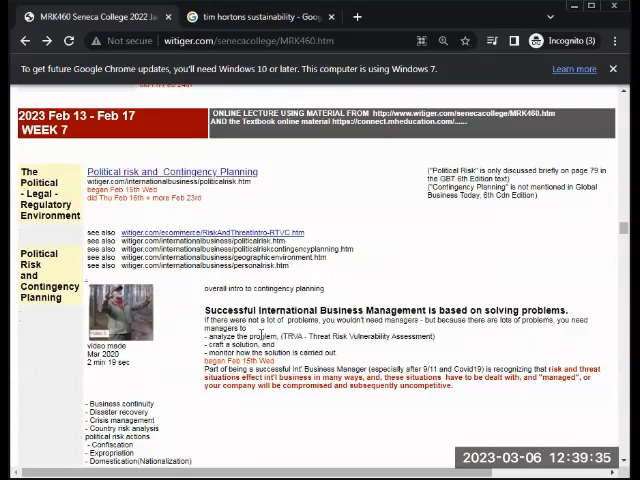 MRK460 Seneca College 2022 Ja
tim hortons sustainability - Goog
Not secure witiger.com/senecacollege/MRK460.htm
Incognito (3)
To get future Google Chrome updates, you'll need Windows 10 or later. This computer is using Windows 7.
Learn more
2023 Feb 13 - Feb 17
WEEK 7
ONLINE LECTURE USING MATERIAL FROM http://www.witiger.com/senecacollege/MRK460.htm
AND the Textbook online material https://connect.mheducation.com/......
The
Political
- Legal -
Regulatory
Environment
Political risk and Contingency Planning
witiger.com/internationalbusiness/politicalrisk.htm
began Feb 15th Wed
did Thu Feb 16th + more Feb 23rd
("Political Risk" is only discussed briefly on page 79 in
the GBT 6th Edition text)
("Contingency Planning" is not mentioned in Global
Business Today, 6th Cdn Edition)
Political
Risk
and
Contingency
Planning
see also witiger.com/ecommerce/RiskAndThreatIntro-RTVC.htm
see also witiger.com/internationalbusiness/politicalrisk.htm
see also witiger.com/internationalbusiness/politicalriskcontingencyplanning.htm
see also witiger.com/internationalbusiness/geographicenvironment.htm
see also witiger.com/internationalbusiness/personalrisk.htm
video made
Mar 2020
2 min 19 sec
overall intro to contingency planning
Successful International Business Management is based on solving problems.
If there were not a lot of problems, you wouldn't need managers - but because there are lots of problems, you need
managers to
- analyze the problem, (TRVA - Threat Risk Vulnerability Assessment)
- craft a solution, and
- monitor how the solution is carried out.
began Feb 15th Wed
Part of being a successful Int' Business Manager (especially after 9/11 and Covid19) is recognizing that risk and threat
situations effect int'l business in many ways, and, these situations have to be dealt with, and "managed", or
your company will be compromised and subsequently uncompetitive.
- Business continuity
- Disaster recovery
- Crisis management
- Country risk analysis
political risk actions
- Confiscation
- Expropriation
- Domestication(Nationalization)
2023-03-06 12:39:35